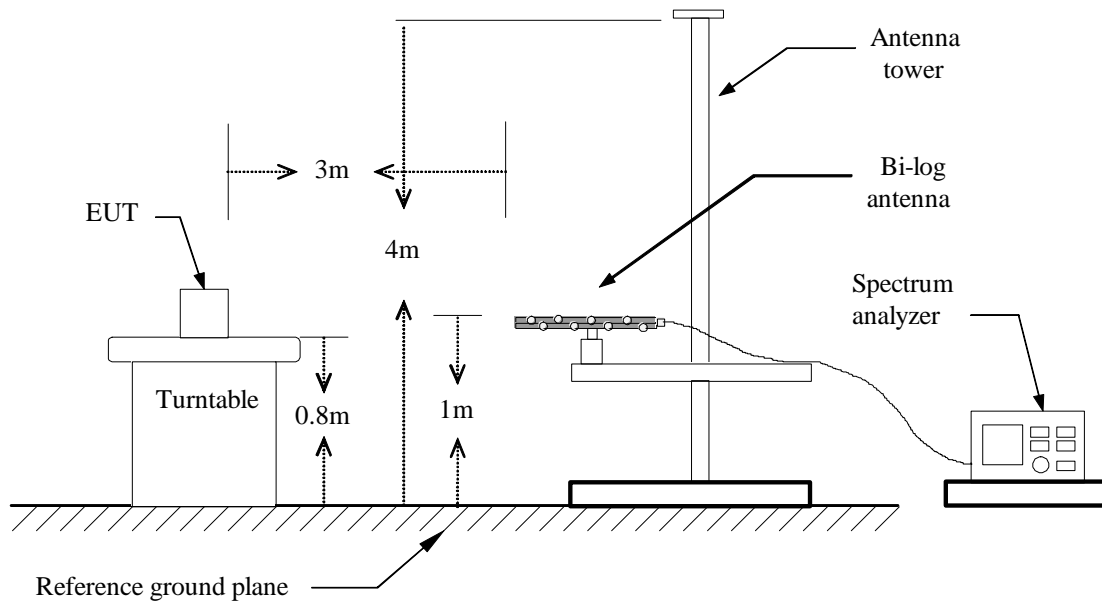 Antenna
tower
3m
Bi-log
antenna
EUT
4m
Spectrum
analyzer
Turntable
0.8m
1m
Reference ground plane